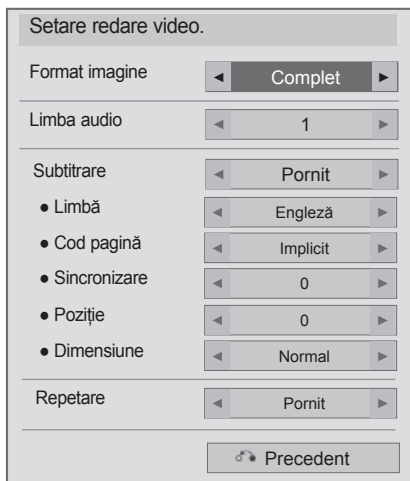 Setare redare video.
Format imagine ◄ Complet ►
Limba audio ◄ 1 ►
Subtitrare ◄ Pornit ►
● Limbă ◄ Engleză ►
● Cod pagină ◄ Implicit ►
● Sincronizare ◄ 0 ►
● Poziție ◄ 0 ►
● Dimensiune ◄ Normal ►
Repetare ◄ Pornit ►
Precedent